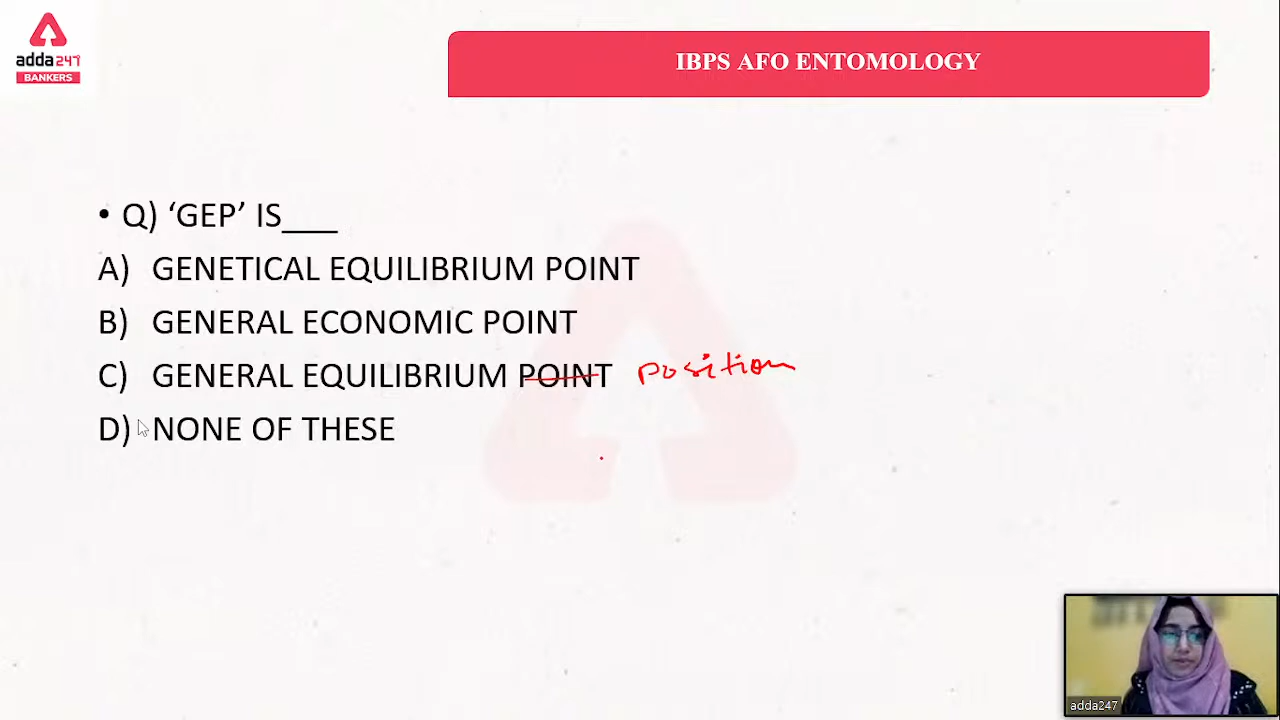 adda247
BANKERS
IBPS AFO ENTOMOLOGY
• Q) ‘GEP’ IS___
A) GENETICAL EQUILIBRIUM POINT
B) GENERAL ECONOMIC POINT
C) GENERAL EQUILIBRIUM POINT position
D) NONE OF THESE
adda247